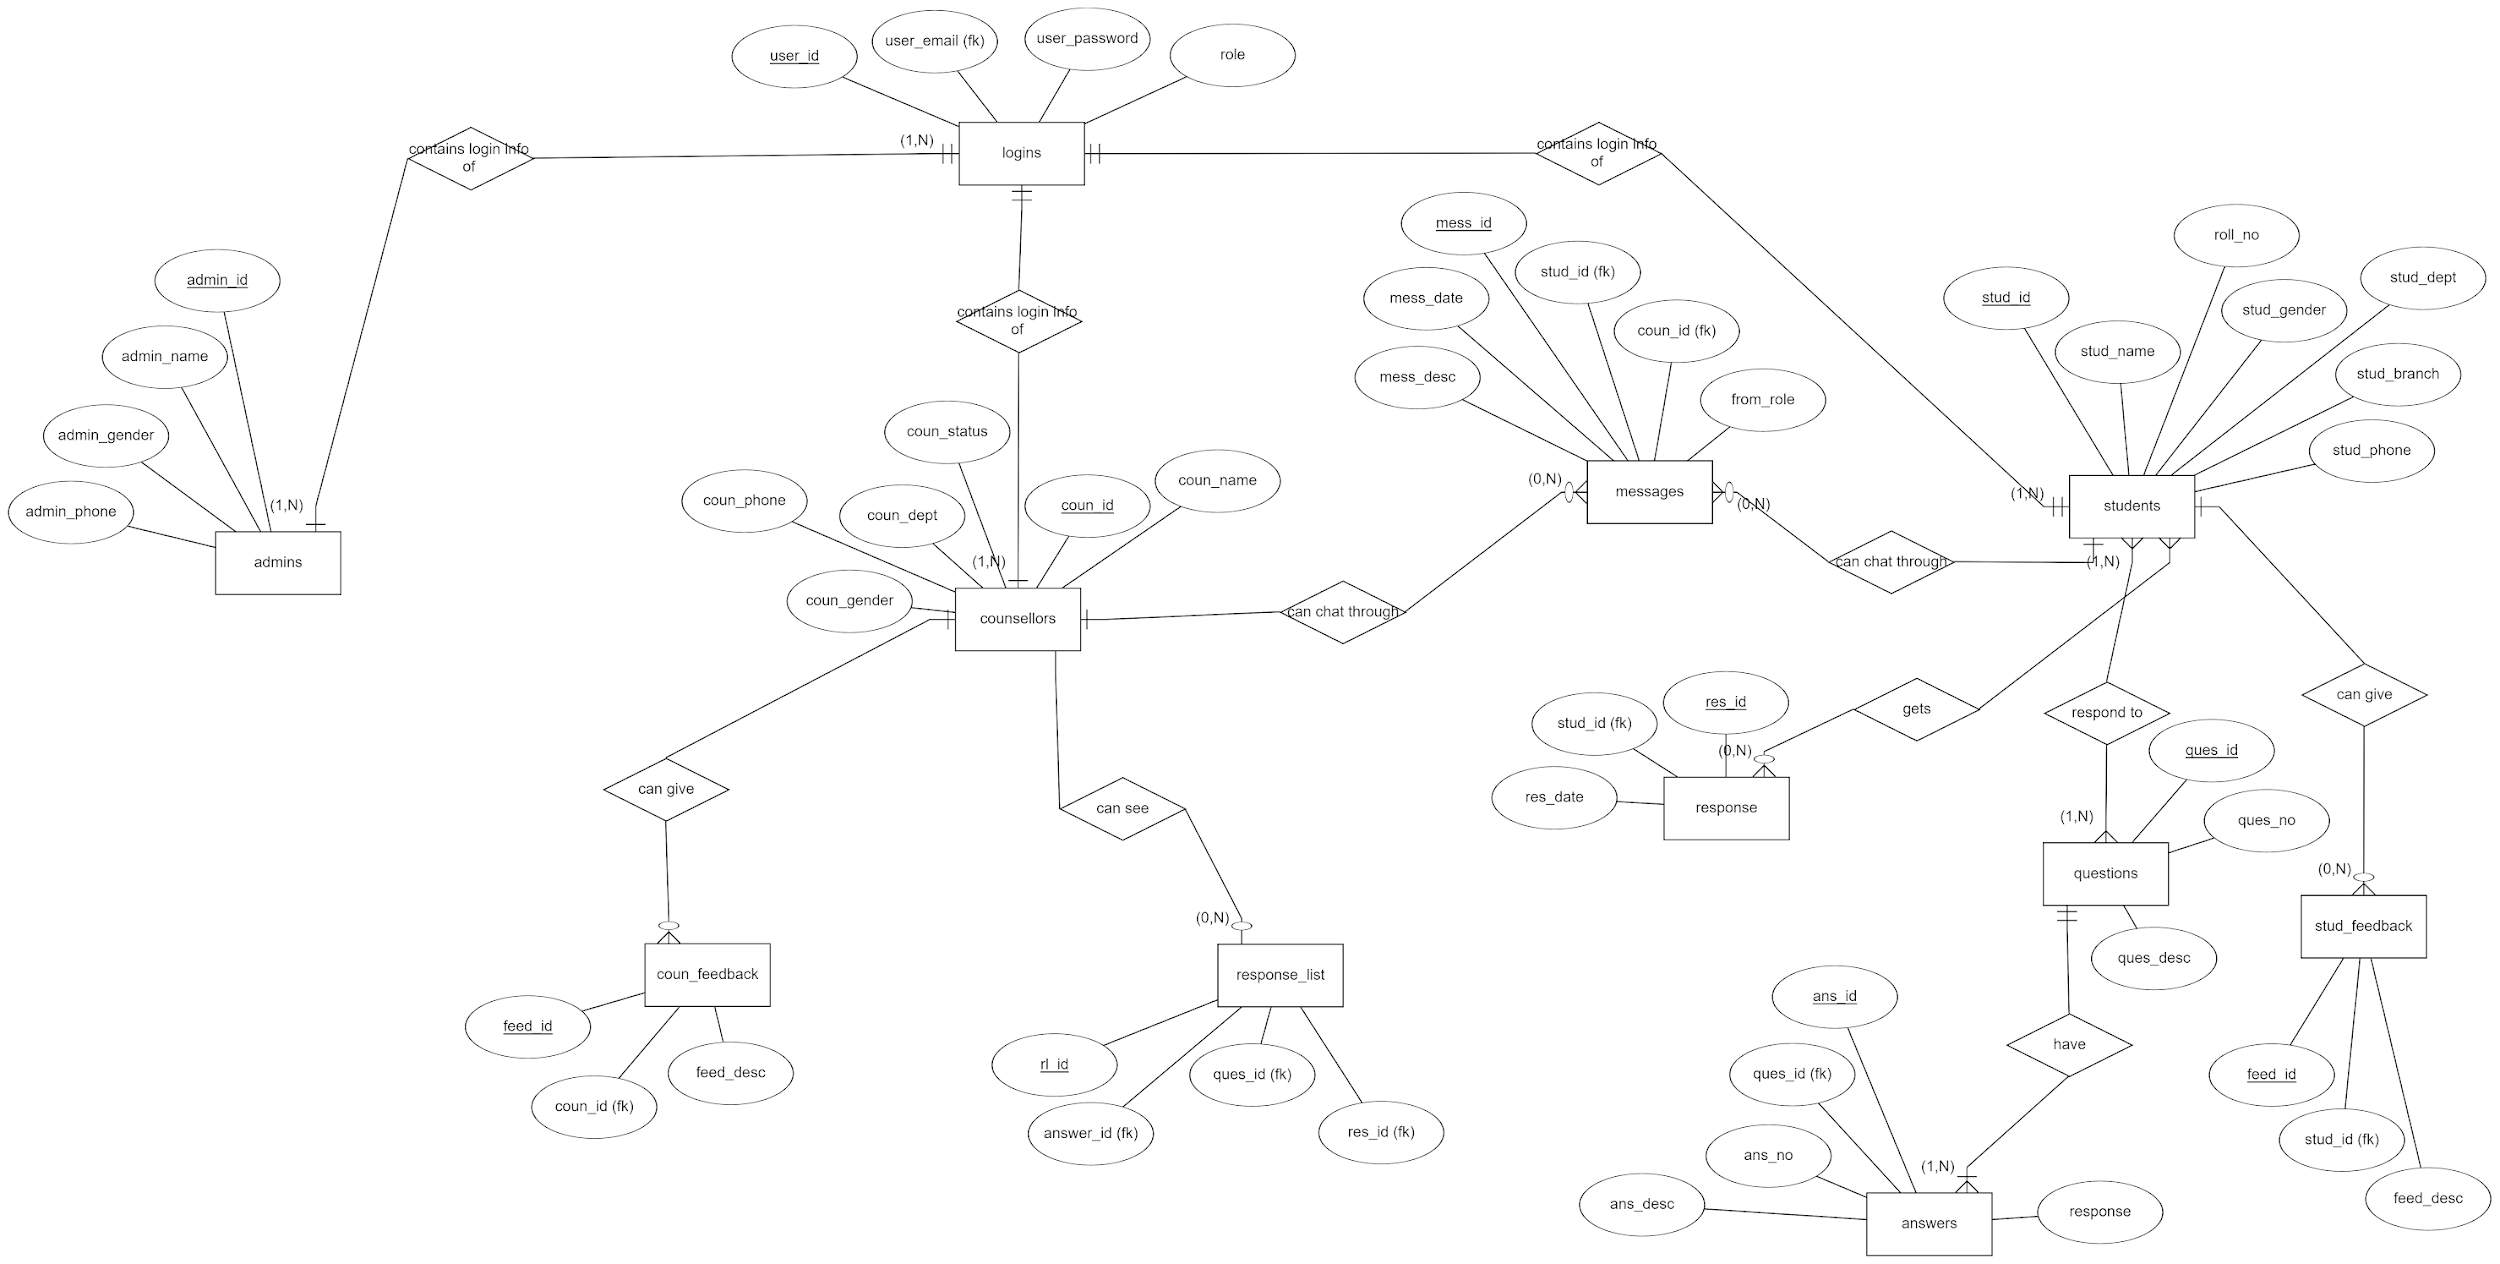 user_id
user_email (fk)
user_password
role
logins
(1,N)
contains login info
of
contains login info
of
contains login info
of
admin_id
admin_name
admin_gender
admin_phone
(1,N)
admins
mess_id
stud_id (fk)
mess_date
coun_id (fk)
mess_desc
from_role
(0,N)
messages
(0,N)
roll_no
stud_id
stud_dept
stud_gender
stud_name
stud_branch
stud_phone
(1,N)
students
(1,N)
coun_status
coun_phone
coun_dept
coun_id
coun_name
(1,N)
coun_gender
counsellors
can chat through
can chat through
can give
can see
gets
respond to
can give
stud_id (fk)
res_id
(0,N)
res_date
response
ques_id
(1,N)
ques_no
questions
ques_desc
(0,N)
stud_feedback
feed_id
stud_id (fk)
feed_desc
coun_feedback
feed_id
coun_id (fk)
feed_desc
(0,N)
response_list
rl_id
answer_id (fk)
ques_id (fk)
res_id (fk)
have
ans_id
ques_id (fk)
ans_no
ans_desc
(1,N)
answers
response